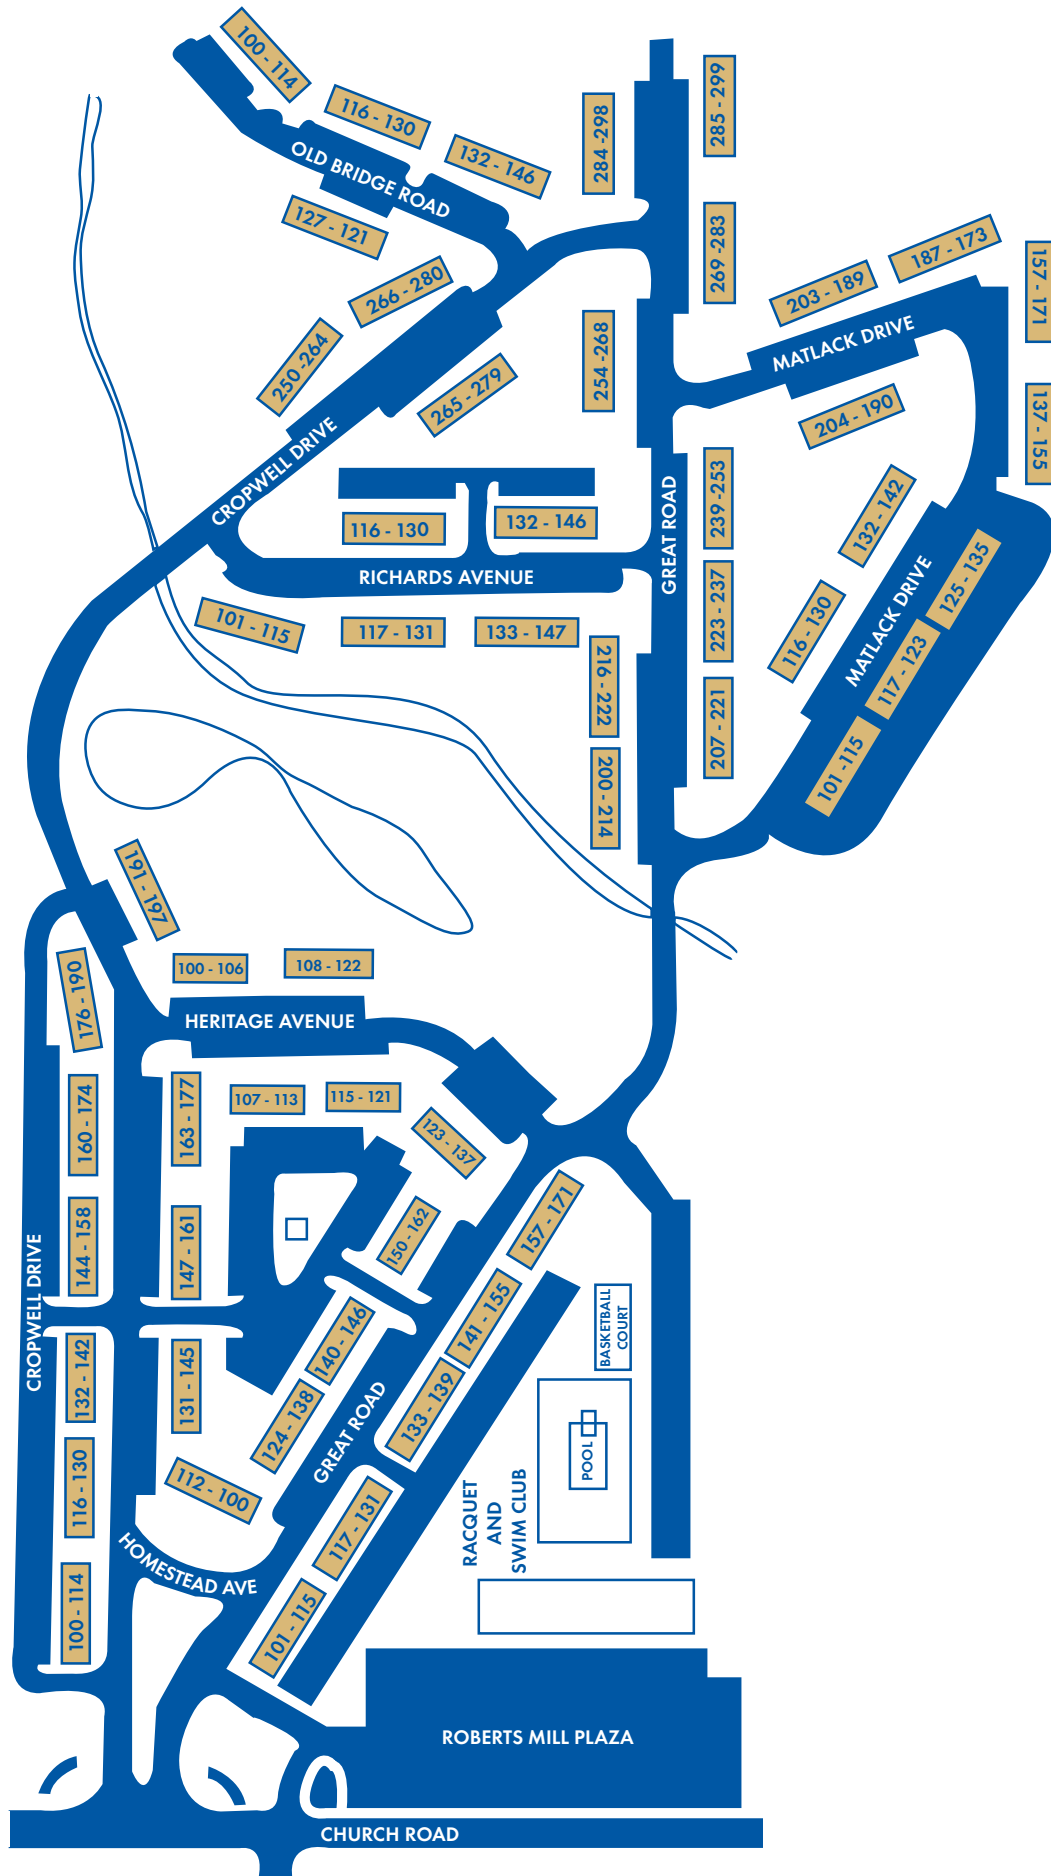 100 - 114
116 - 130
132 - 146
OLD BRIDGE ROAD
127 - 121
284 -298
285 - 299
269 -283
266 - 280
250 -264
265 - 279
254 -268
203 - 189
187 - 173
157 - 171
MATLACK DRIVE
204 - 190
137 - 155
CROPWELL DRIVE
116 - 130
132 - 146
RICHARDS AVENUE
GREAT ROAD
239 -253
223 - 237
207 - 221
132 - 142
116 - 130
MATLACK DRIVE
125 - 135
117 - 123
101 -115
101 - 115
117 - 131
133 - 147
216 - 222
200 - 214
191 - 197
176 - 190
100 - 106
108 - 122
HERITAGE AVENUE
160 - 174
163 - 177
107 - 113
115 - 121
123 - 137
144 - 158
147 - 161
150 - 162
157 - 171
CROPWELL DRIVE
132 - 142
131 - 145
140 - 146
141 - 155
124 - 138
133 - 139
GREAT ROAD
BASKETBALL
COURT
POOL
RACQUET
AND
SWIM CLUB
116 - 130
112 - 100
117 - 131
HOMESTEAD AVE
100 - 114
101 - 115
ROBERTS MILL PLAZA
CHURCH ROAD